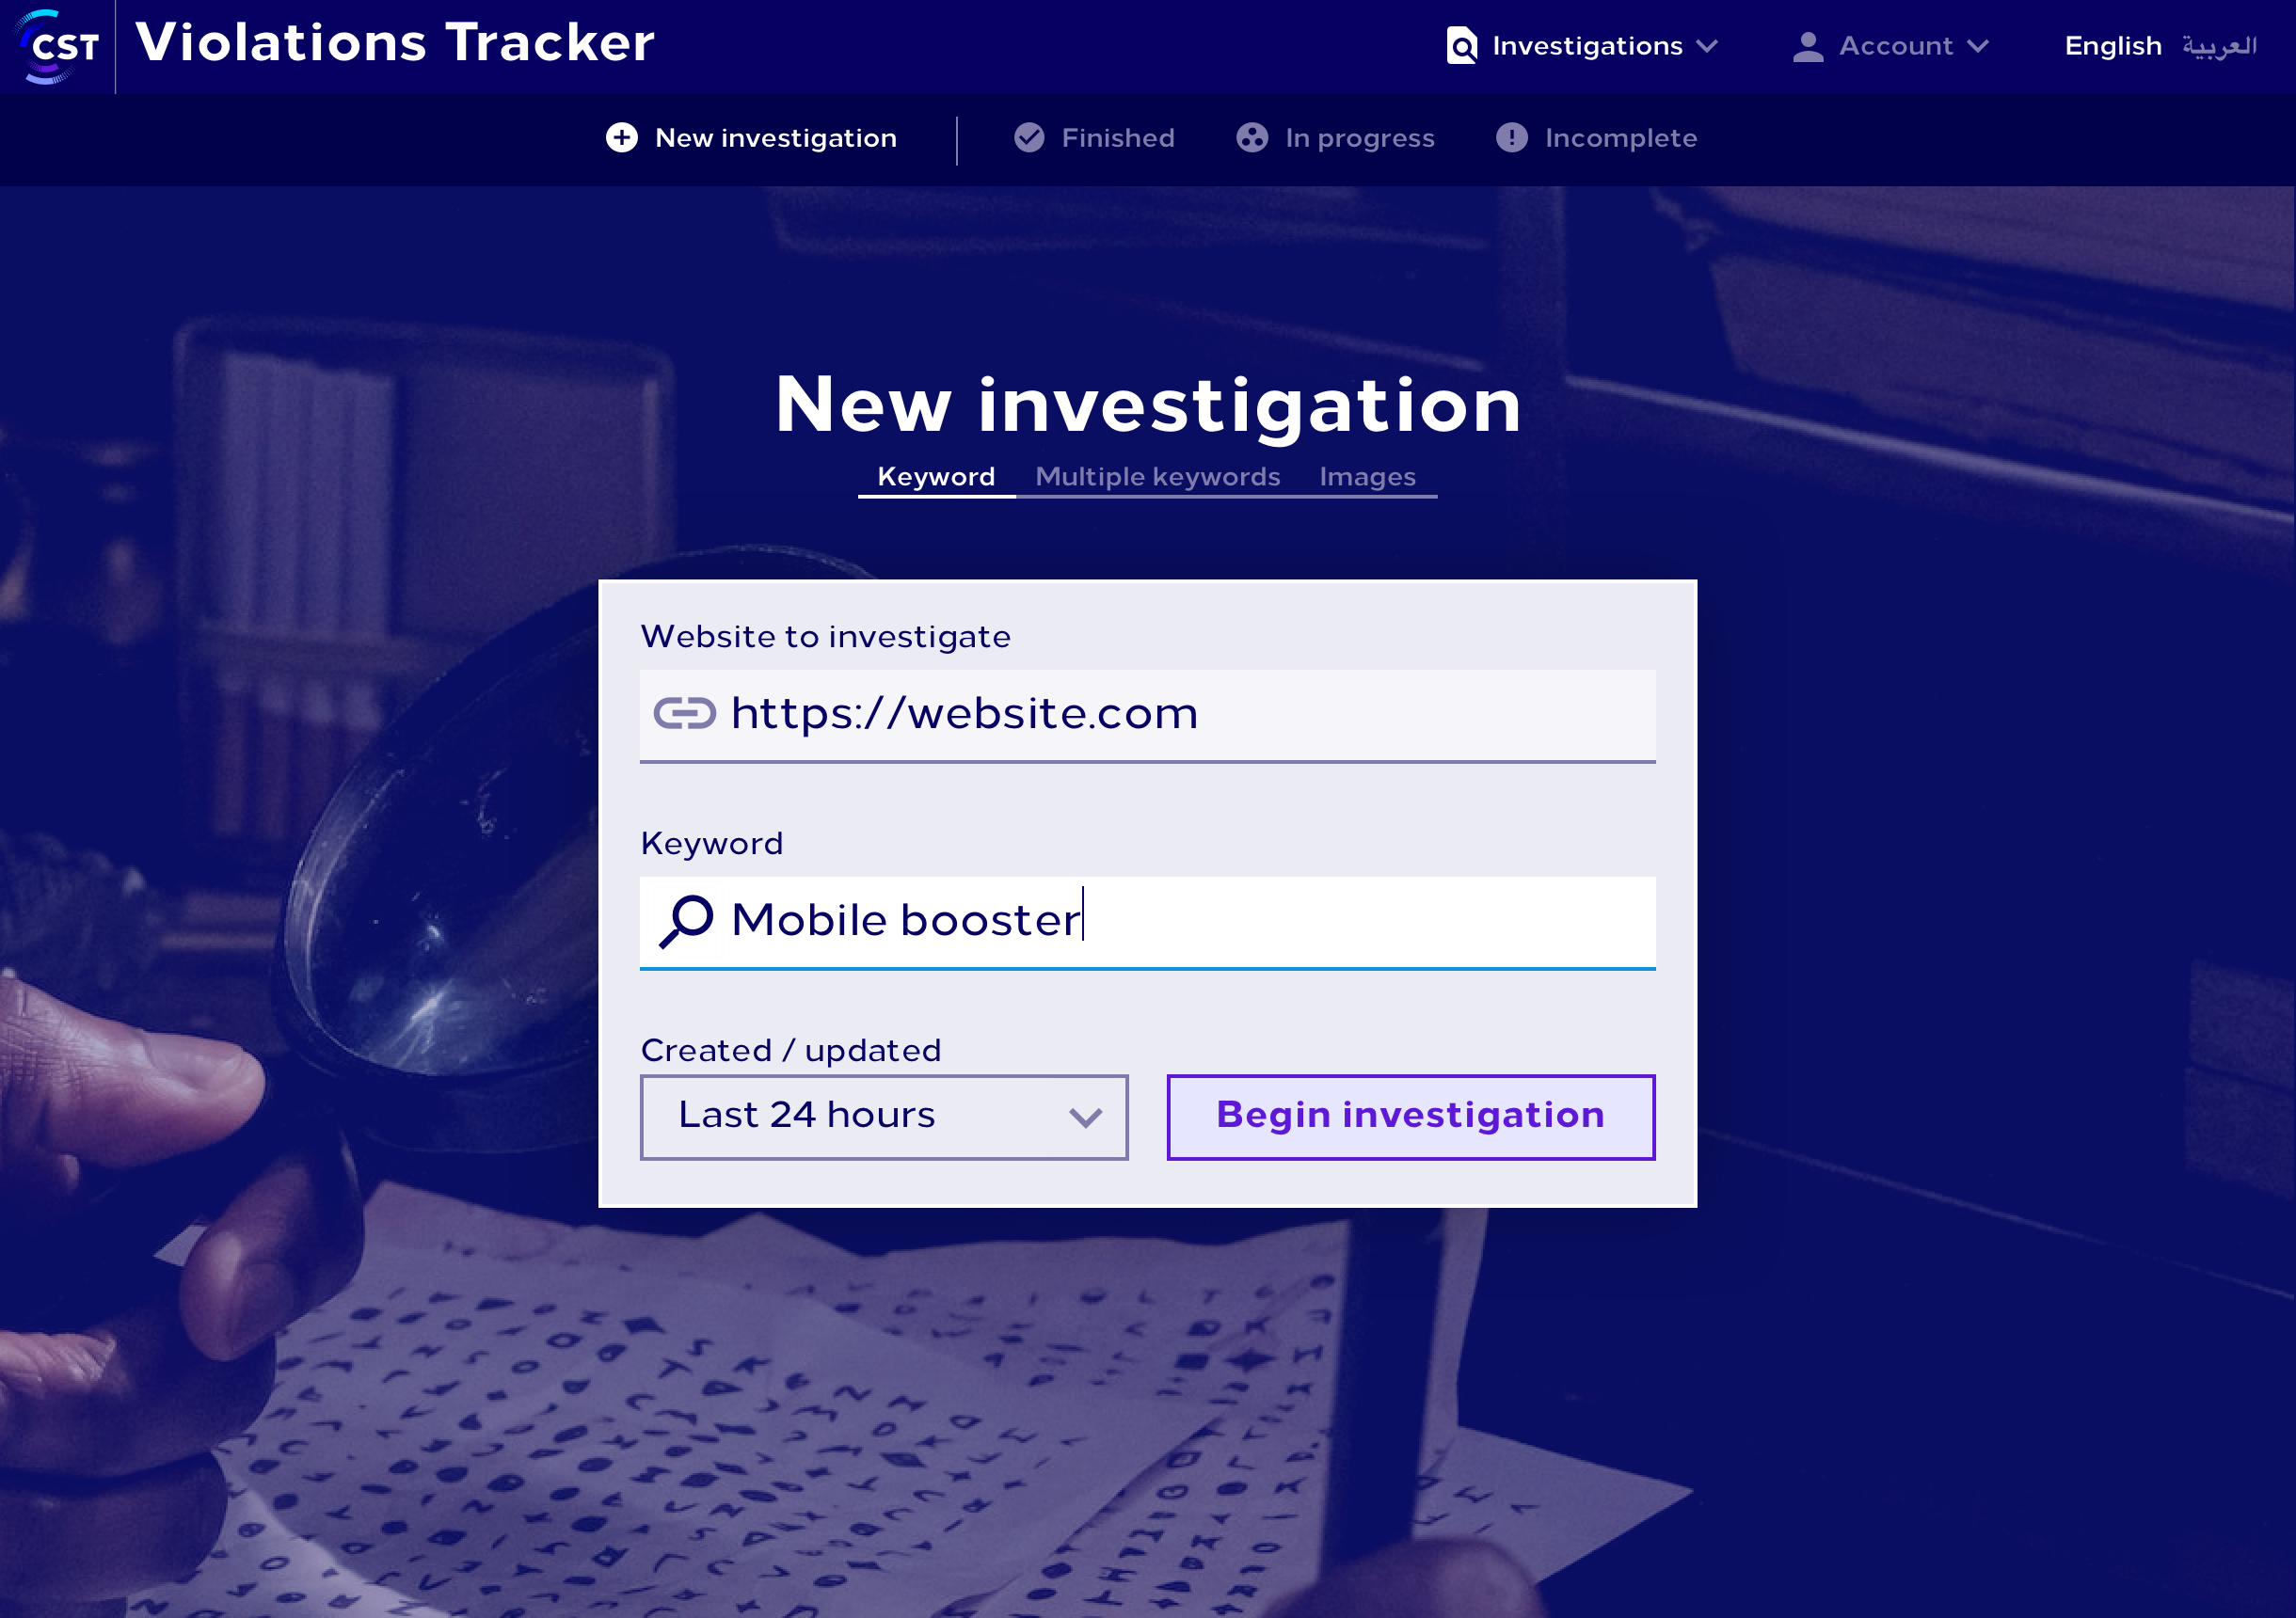 CST
Violations Tracker
Investigations
Account
English العربية
New investigation
Finished
In progress
Incomplete
New investigation
Keyword
Multiple keywords
Images
Website to investigate
https://website.com
Keyword
Mobile booster
Created / updated
Last 24 hours
Begin investigation